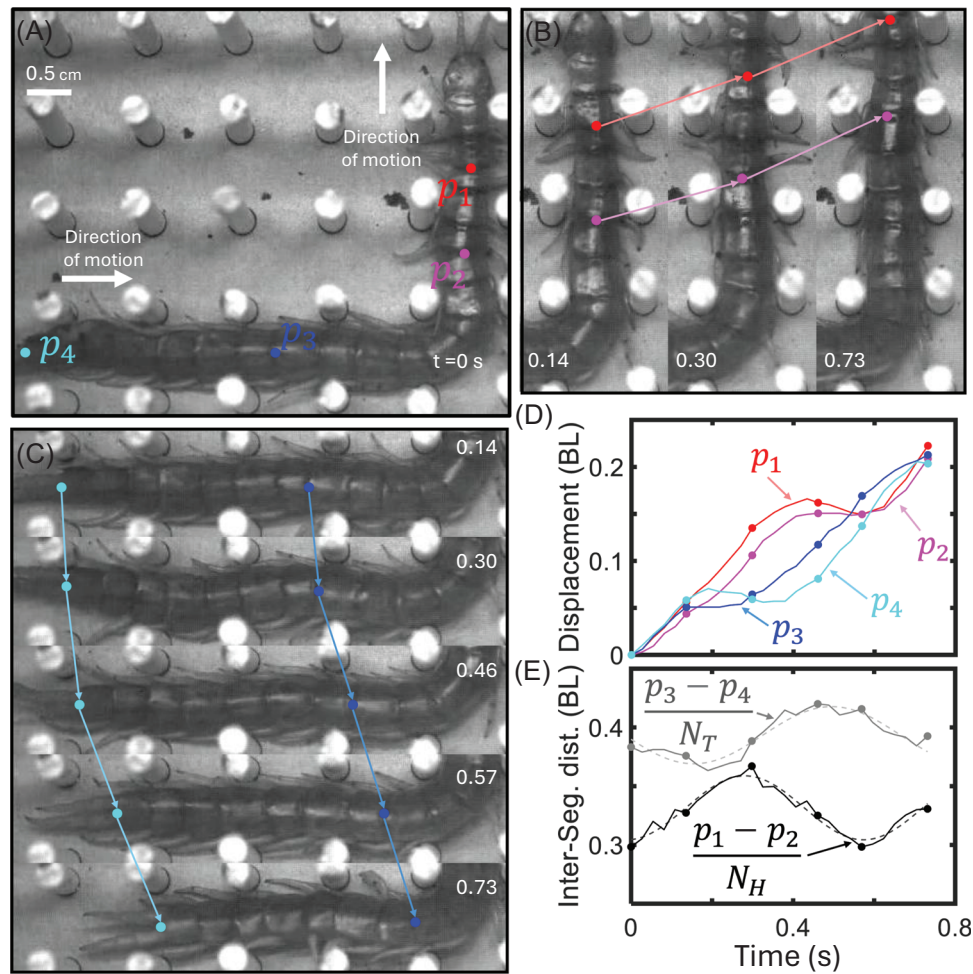 (A)
0.5 cm
Direction
of motion
p₁
Direction
of motion
p₂
p₃
p₄
t =0 s
(B)
0.14
0.30
0.73
(C)
0.14
0.30
0.46
0.57
0.73
(D)
Displacement (BL)
0.2
0.1
0
p₁
p₂
p₃
p₄
(E)
Inter-Seg. dist. (BL)
0.4
0.3
p₃ − p₄
N_T
p₁ − p₂
N_H
0
0.4
0.8
Time (s)